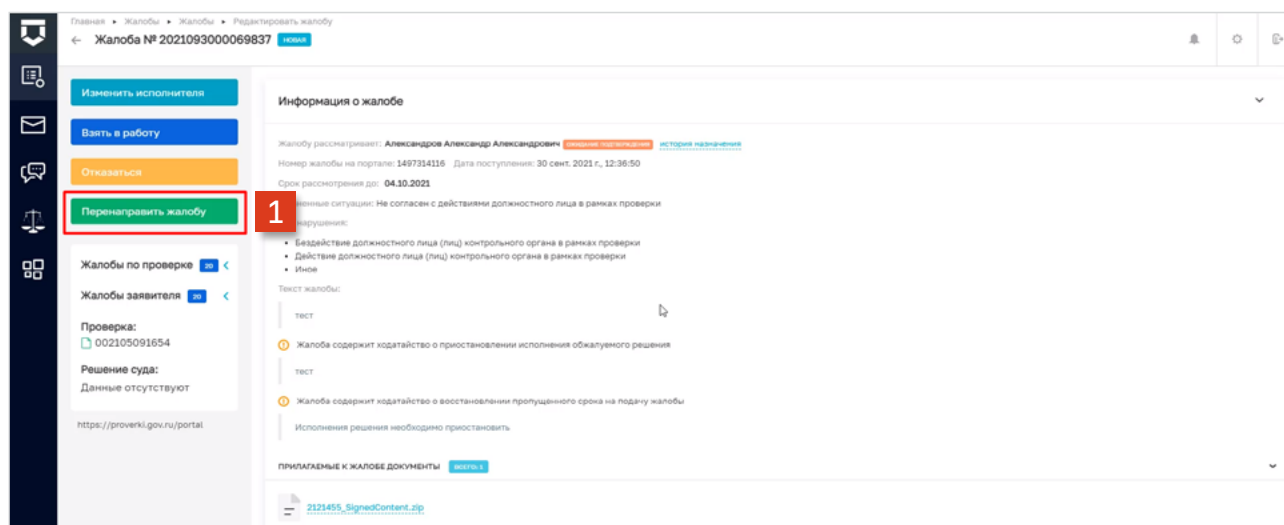 Главная ▸ Жалобы ▸ Жалобы ▸ Редактировать жалобу
← Жалоба № 2021093000069837 НОВАЯ
Изменить исполнителя
Взять в работу
Отказаться
Перенаправить жалобу
1
Жалобы по проверке 20
Жалобы заявителя 20
Проверка:
002105091654
Решение суда:
Данные отсутствуют
https://proverki.gov.ru/portal
Информация о жалобе
Жалобу рассматривает: Александров Александр Александрович ОЖИДАНИЕ ПОДТВЕРЖДЕНИЯ ИСТОРИЯ НАЗНАЧЕНИЯ
Номер жалобы на портале: 1497314116 Дата поступления: 30 сент. 2021 г., 12:36:50
Срок рассмотрения до: 04.10.2021
ситуации: Не согласен с действиями должностного лица в рамках проверки
нарушения:
• Бездействие должностного лица (лиц) контрольного органа в рамках проверки
• Действие должностного лица (лиц) контрольного органа в рамках проверки
• Иное
Текст жалобы:
тест
Жалоба содержит ходатайство о приостановлении исполнения обжалуемого решения
тест
Жалоба содержит ходатайство о восстановлении пропущенного срока на подачу жалобы
Исполнения решения необходимо приостановить
ПРИЛАГАЕМЫЕ К ЖАЛОБЕ ДОКУМЕНТЫ ВСЕГО: 1
2121455_SignedContent.zip